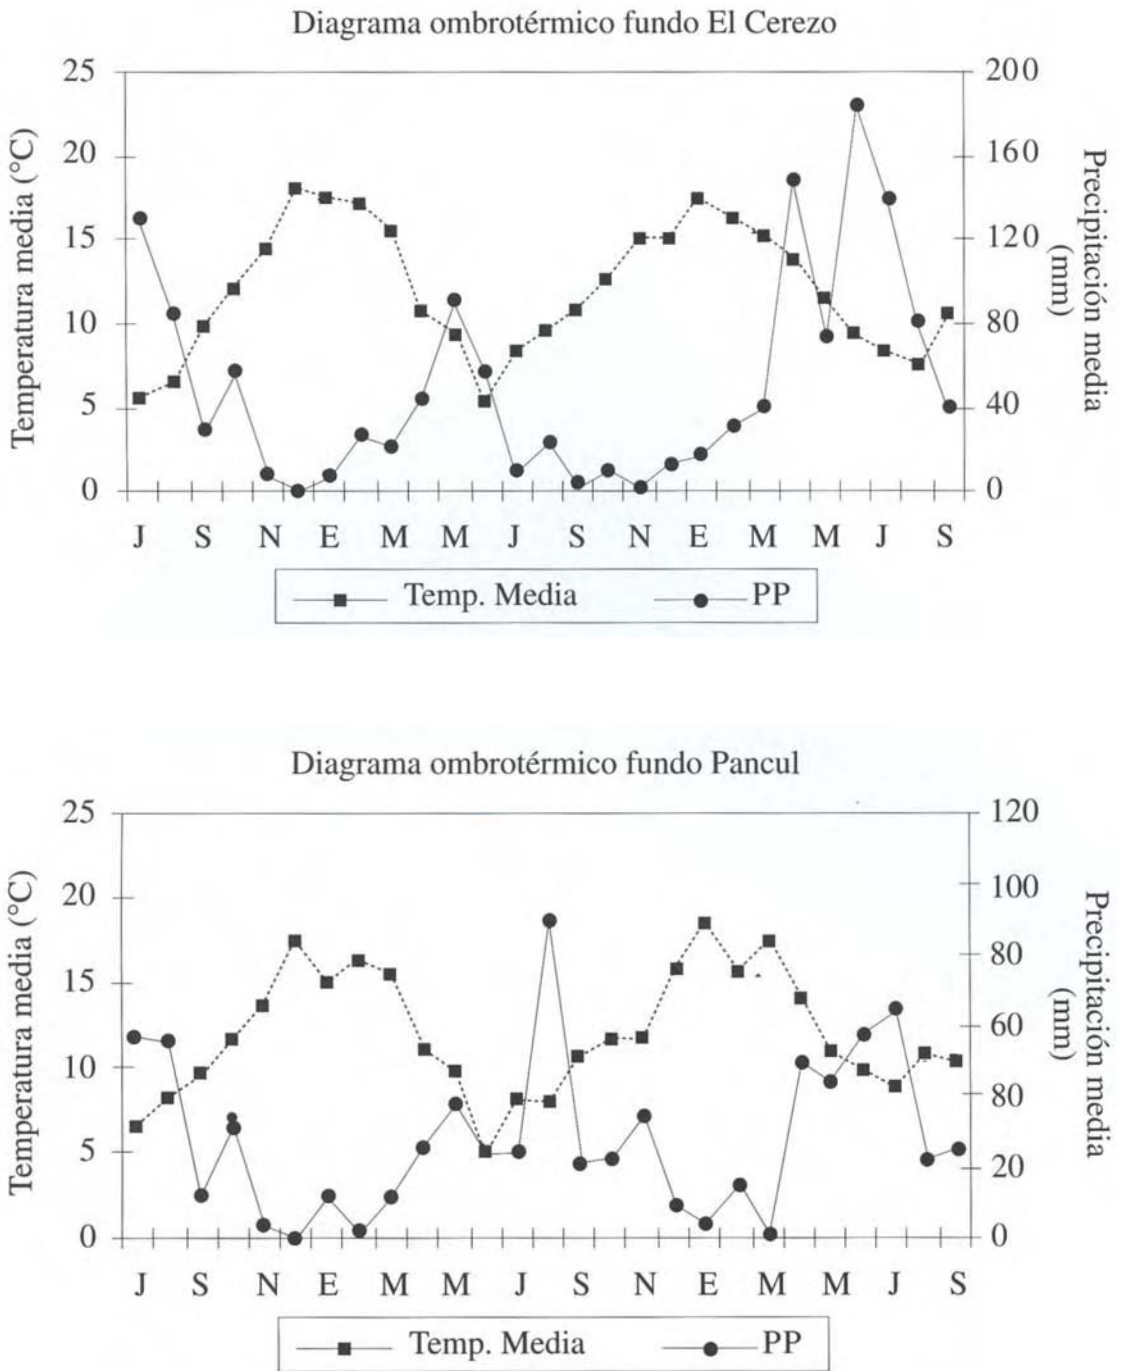 Diagrama ombrotérmico fundo El Cerezo
Temperatura media (°C)
25
20
15
10
5
0
200
160
120
80
40
0
Precipitación media
(mm)
J S N E M M J S N E M M J S
Temp. Media PP
Diagrama ombrotérmico fundo Pancul
Temperatura media (°C)
25
20
15
10
5
0
120
100
80
60
80
20
0
Precipitación media
(mm)
J S N E M M J S N E M M J S
Temp. Media PP